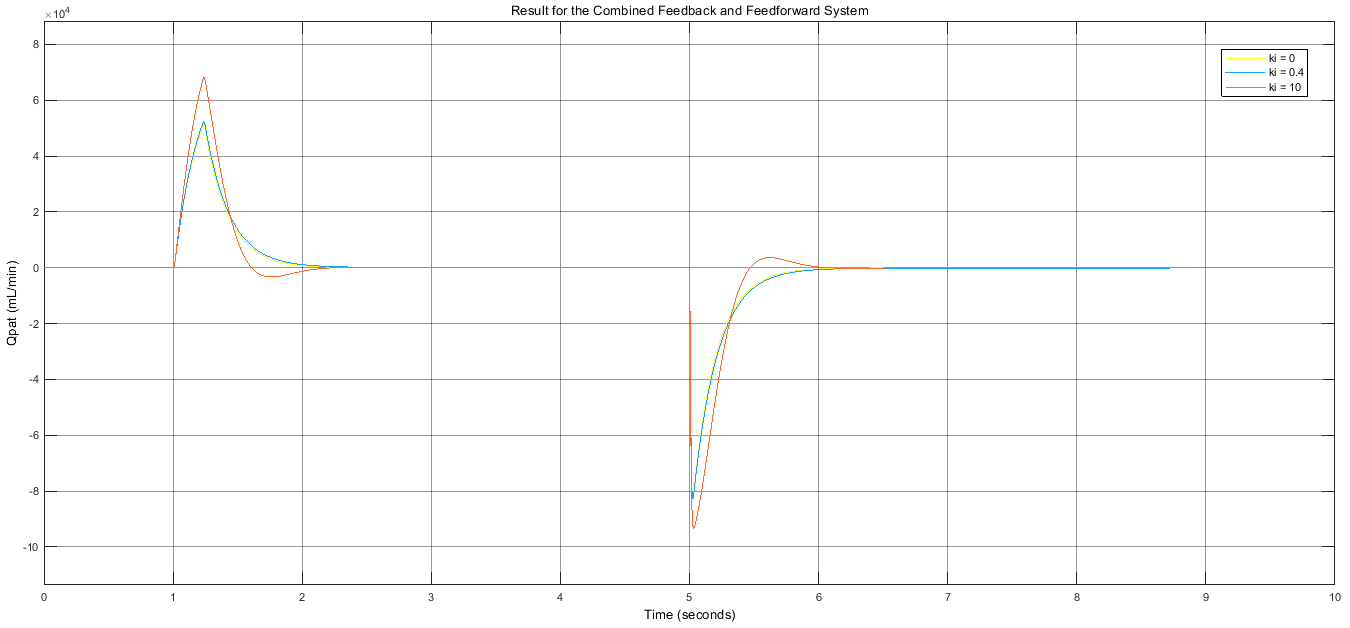 Result for the Combined Feedback and Feedforward System
×10⁴
8
6
4
2
0
-2
-4
-6
-8
-10
Qpat (mL/min)
ki = 0
ki = 0.4
ki = 10
0 1 2 3 4 5 6 7 8 9 10
Time (seconds)